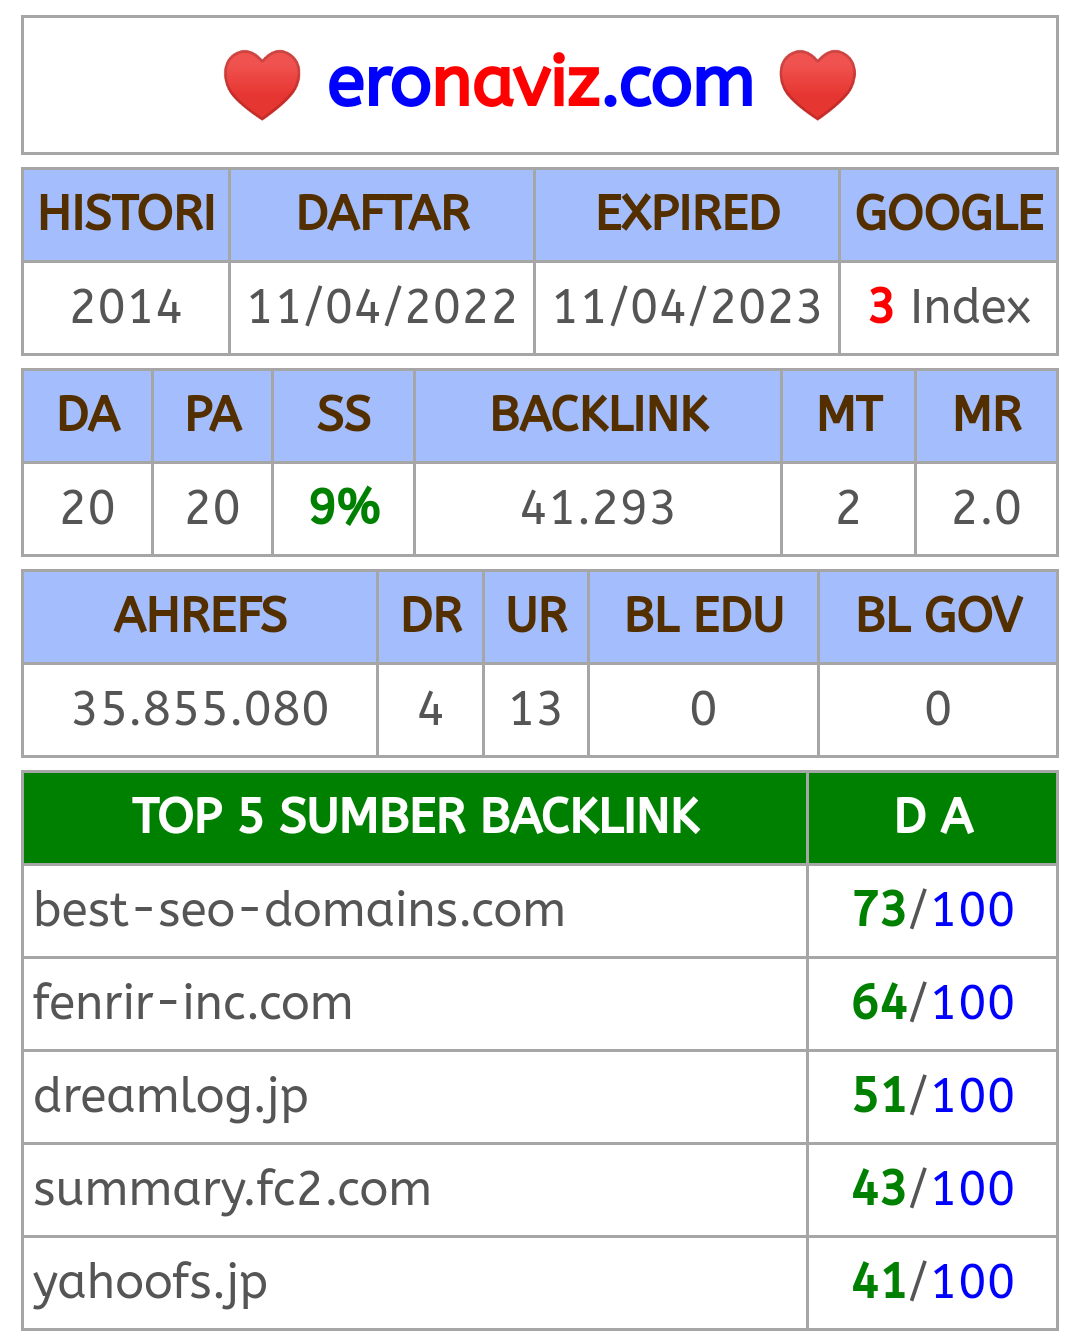 eronaviz.com
HISTORI DAFTAR EXPIRED GOOGLE
2014 11/04/2022 11/04/2023 3 Index
DA PA SS BACKLINK MT MR
20 20 9% 41.293 2 2.0
AHREFS DR UR BL EDU BL GOV
35.855.080 4 13 0 0
TOP 5 SUMBER BACKLINK D A
best-seo-domains.com 73/100
fenrir-inc.com 64/100
dreamlog.jp 51/100
summary.fc2.com 43/100
yahoofs.jp 41/100